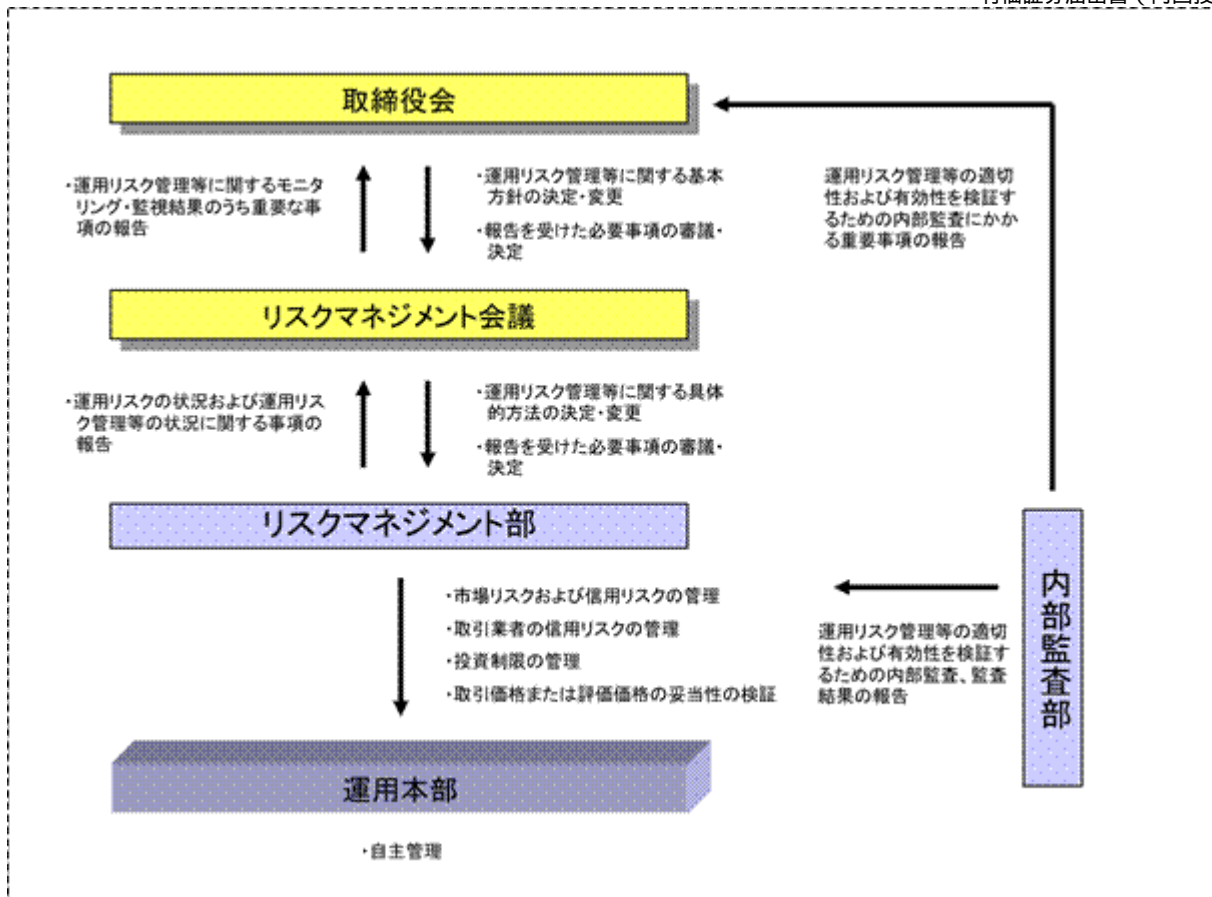 取締役会
・運用リスク管理等に関するモニタ
リング・監視結果のうち重要な事
項の報告
・運用リスク管理等に関する基本
方針の決定・変更
・報告を受けた必要事項の審議・
決定
運用リスク管理等の適切
性および有効性を検証す
るための内部監査にかか
る重要事項の報告
リスクマネジメント会議
・運用リスクの状況および運用リス
ク管理等の状況に関する事項の
報告
・運用リスク管理等に関する具体
的方法の決定・変更
・報告を受けた必要事項の審議・
決定
リスクマネジメント部
・市場リスクおよび信用リスクの管理
・取引業者の信用リスクの管理
・投資制限の管理
・取引価格または評価価格の妥当性の検証
運用リスク管理等の適切
性および有効性を検証す
るための内部監査、監査
結果の報告
内部監査部
運用本部
・自主管理